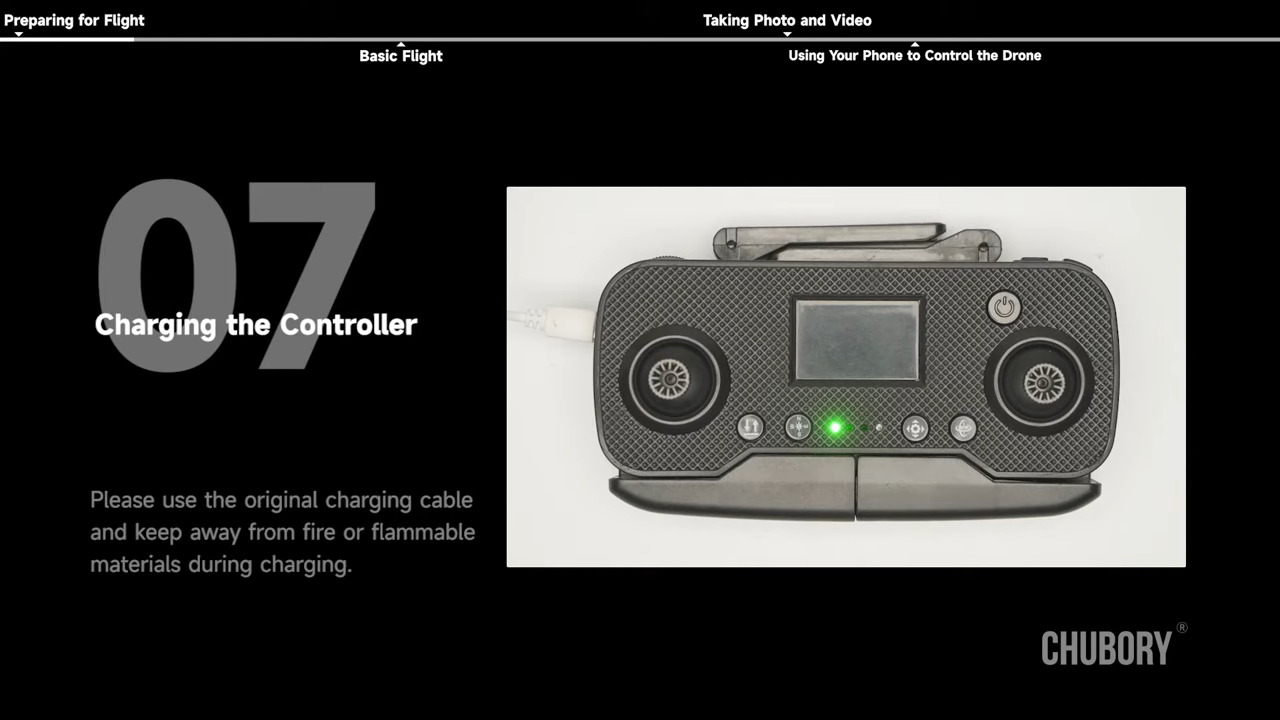 Preparing for Flight
Taking Photo and Video
Basic Flight
Using Your Phone to Control the Drone
07
Charging the Controller
Please use the original charging cable
and keep away from fire or flammable
materials during charging.
CHUBORY®